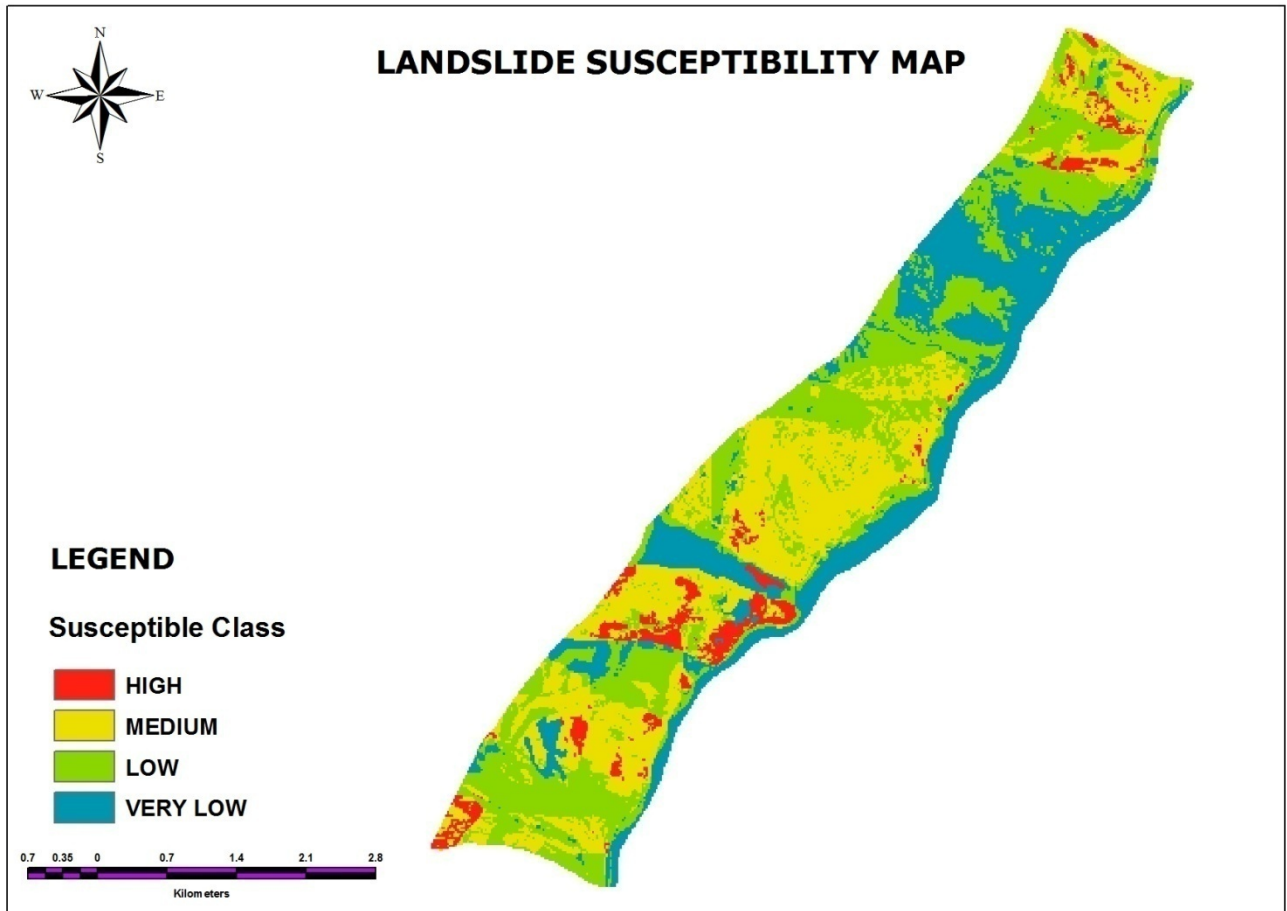 LANDSLIDE SUSCEPTIBILITY MAP
N
W E
S
LEGEND
Susceptible Class
HIGH
MEDIUM
LOW
VERY LOW
0.7 0.35 0 0.7 1.4 2.1 2.8
Kilometers